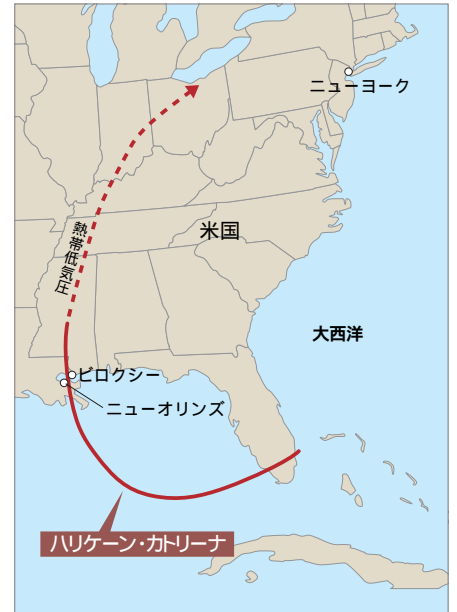 ニューヨーク
米国
熱帯低気圧
大西洋
ビロクシー
ニューオリンズ
ハリケーン・カトリーナ